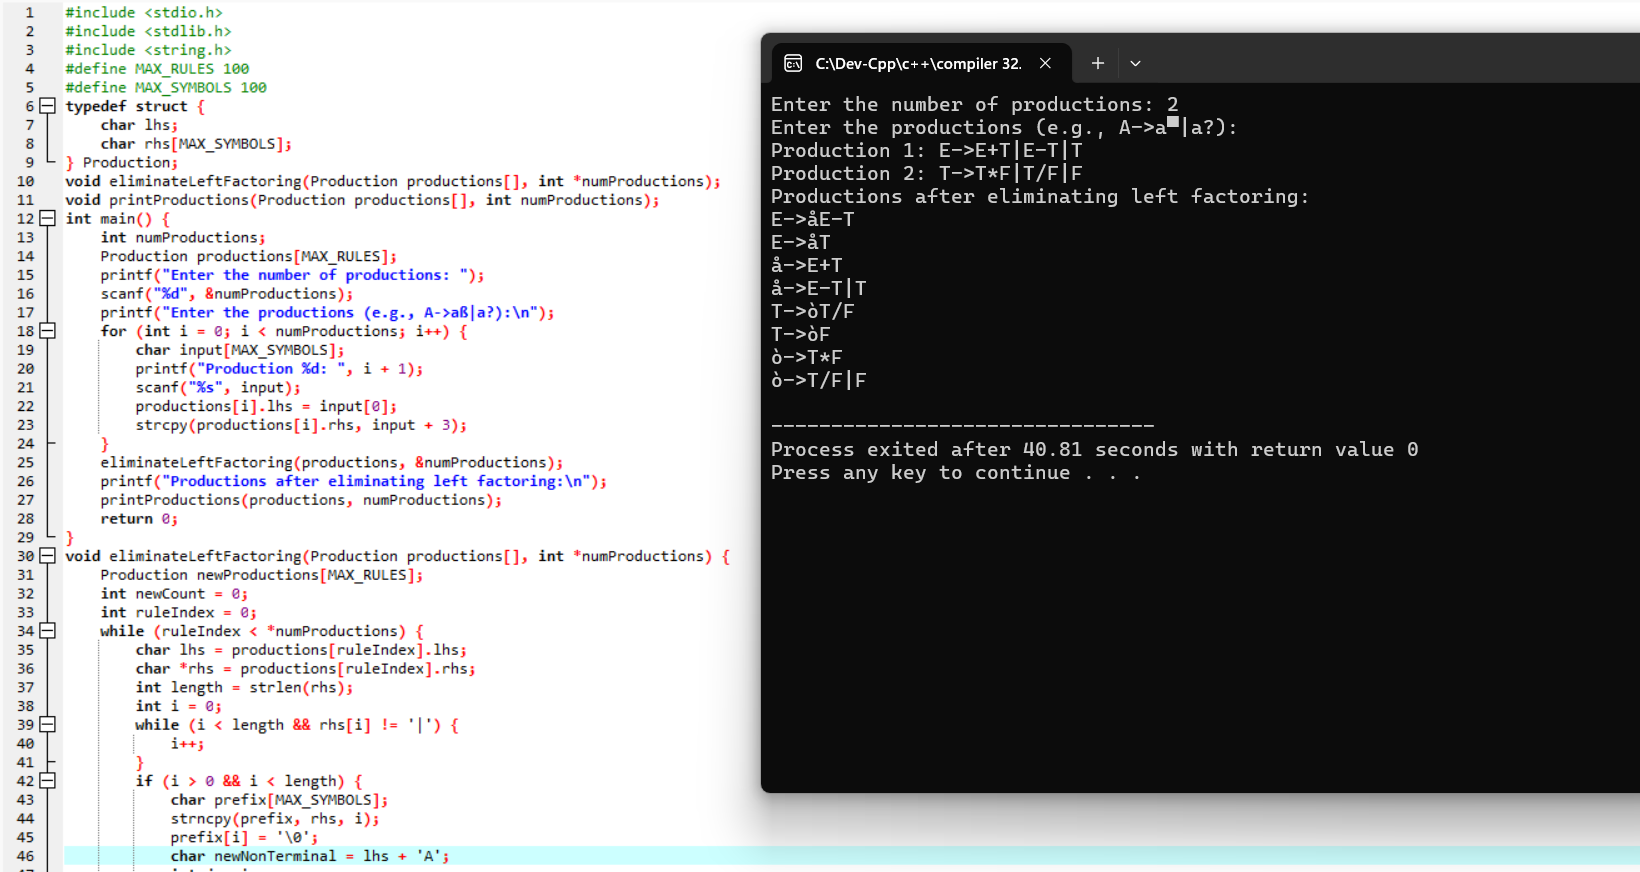 1 #include <stdio.h>
2 #include <stdlib.h>
3 #include <string.h>
4 #define MAX_RULES 100
5 #define MAX_SYMBOLS 100
6 typedef struct {
7 char lhs;
8 char rhs[MAX_SYMBOLS];
9 } Production;
10 void eliminateLeftFactoring(Production productions[], int *numProductions);
11 void printProductions(Production productions[], int numProductions);
12 int main() {
13 int numProductions;
14 Production productions[MAX_RULES];
15 printf("Enter the number of productions: ");
16 scanf("%d", &numProductions);
17 printf("Enter the productions (e.g., A->aß|a?):\n");
18 for (int i = 0; i < numProductions; i++) {
19 char input[MAX_SYMBOLS];
20 printf("Production %d: ", i + 1);
21 scanf("%s", input);
22 productions[i].lhs = input[0];
23 strcpy(productions[i].rhs, input + 3);
24 }
25 eliminateLeftFactoring(productions, &numProductions);
26 printf("Productions after eliminating left factoring:\n");
27 printProductions(productions, numProductions);
28 return 0;
29 }
30 void eliminateLeftFactoring(Production productions[], int *numProductions) {
31 Production newProductions[MAX_RULES];
32 int newCount = 0;
33 int ruleIndex = 0;
34 while (ruleIndex < *numProductions) {
35 char lhs = productions[ruleIndex].lhs;
36 char *rhs = productions[ruleIndex].rhs;
37 int length = strlen(rhs);
38 int i = 0;
39 while (i < length && rhs[i] != '|') {
40 i++;
41 }
42 if (i > 0 && i < length) {
43 char prefix[MAX_SYMBOLS];
44 strncpy(prefix, rhs, i);
45 prefix[i] = '\0';
46 char newNonTerminal = lhs + 'A';
C:\Dev-Cpp\c++\compiler 32.
Enter the number of productions: 2
Enter the productions (e.g., A->a▀|a?):
Production 1: E->E+T|E-T|T
Production 2: T->T*F|T/F|F
Productions after eliminating left factoring:
E->åE-T
E->åT
å->E+T
å->E-T|T
T->òT/F
T->òF
ò->T*F
ò->T/F|F
--------------------------------
Process exited after 40.81 seconds with return value 0
Press any key to continue . . .